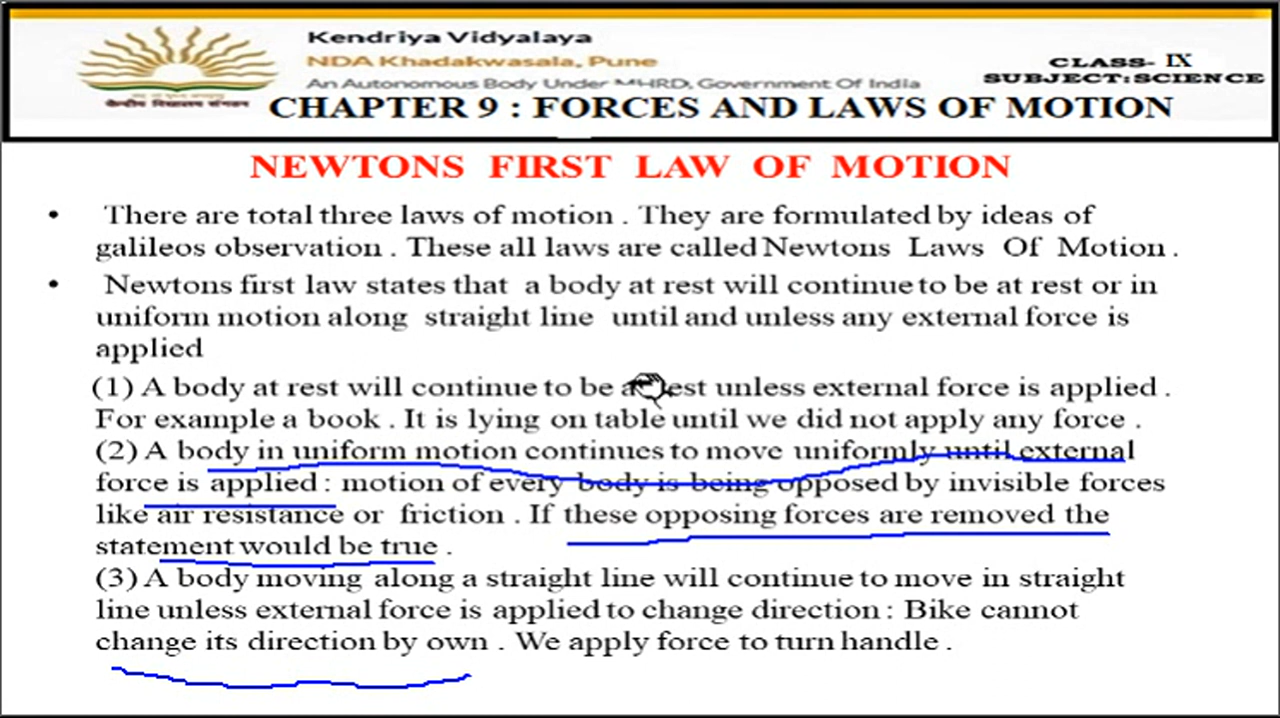 Kendriya Vidyalaya
NDA Khadakwasala, Pune
An Autonomous Body Under MHRD, Government Of India
CLASS- IX
SUBJECT:SCIENCE
केन्द्रीय विद्यालय संगठन
CHAPTER 9 : FORCES AND LAWS OF MOTION
NEWTONS FIRST LAW OF MOTION
• There are total three laws of motion . They are formulated by ideas of
galileos observation . These all laws are called Newtons Laws Of Motion .
• Newtons first law states that a body at rest will continue to be at rest or in
uniform motion along straight line until and unless any external force is
applied
(1) A body at rest will continue to be at rest unless external force is applied .
For example a book . It is lying on table until we did not apply any force .
(2) A body in uniform motion continues to move uniformly until external
force is applied : motion of every body is being opposed by invisible forces
like air resistance or friction . If these opposing forces are removed the
statement would be true .
(3) A body moving along a straight line will continue to move in straight
line unless external force is applied to change direction : Bike cannot
change its direction by own . We apply force to turn handle .